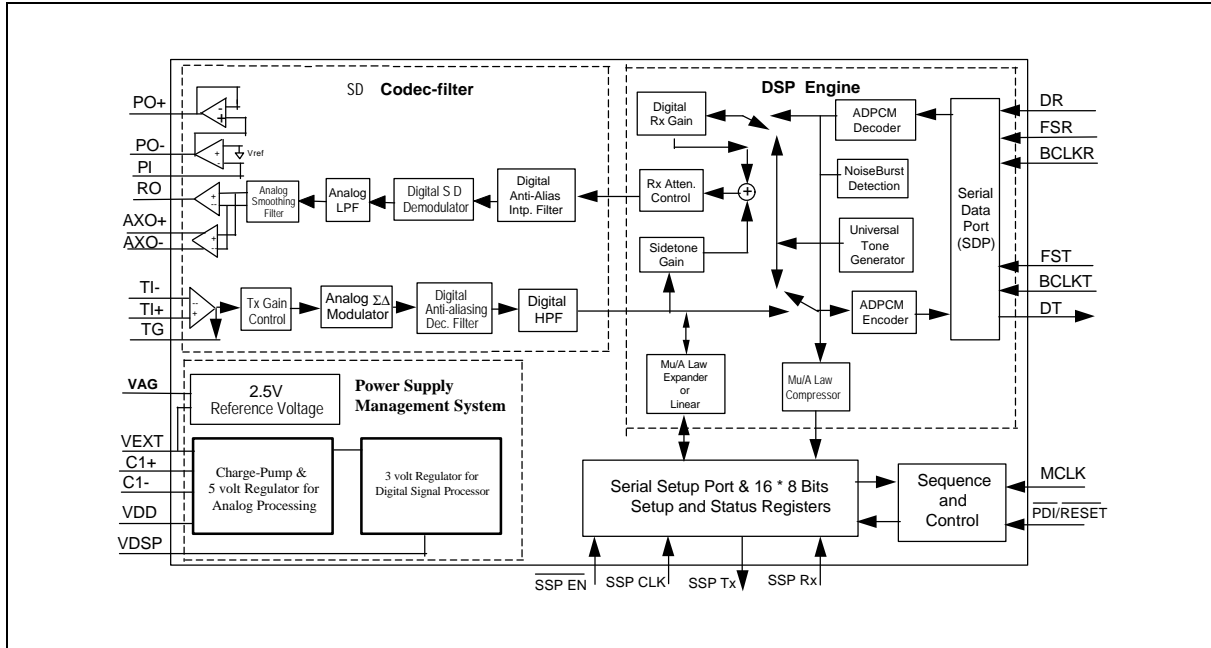 SD Codec-filter
DSP Engine
PO+
PO-
PI
RO
AXO+
AXO-
TI-
TI+
TG
VAG
VEXT
C1+
C1-
VDD
VDSP
- 
+
+
-
Vref
+
--
+
--
--
+
Analog
Smoothing
Filter
Analog
LPF
Digital S D
Demodulator
Digital
Anti-Alias
Intp. Filter
Tx Gain
Control
Analog ΣΔ
Modulator
Digital
Anti-aliasing
Dec. Filter
Digital
HPF
Digital
Rx Gain
Rx Atten.
Control
+
Sidetone
Gain
ADPCM
Decoder
NoiseBurst
Detection
Universal
Tone
Generator
ADPCM
Encoder
Serial
Data
Port
(SDP)
DR
FSR
BCLKR
FST
BCLKT
DT
Mu/A Law
Expander
or
Linear
Mu/A Law
Compressor
2.5V
Reference Voltage
Power Supply
Management System
Charge-Pump &
5 volt Regulator for
Analog Processing
3 volt Regulator for
Digital Signal Processor
Serial Setup Port & 16 * 8 Bits
Setup and Status Registers
Sequence
and
Control
MCLK
PDI/RESET
SSP EN
SSP CLK
SSP Tx
SSP Rx